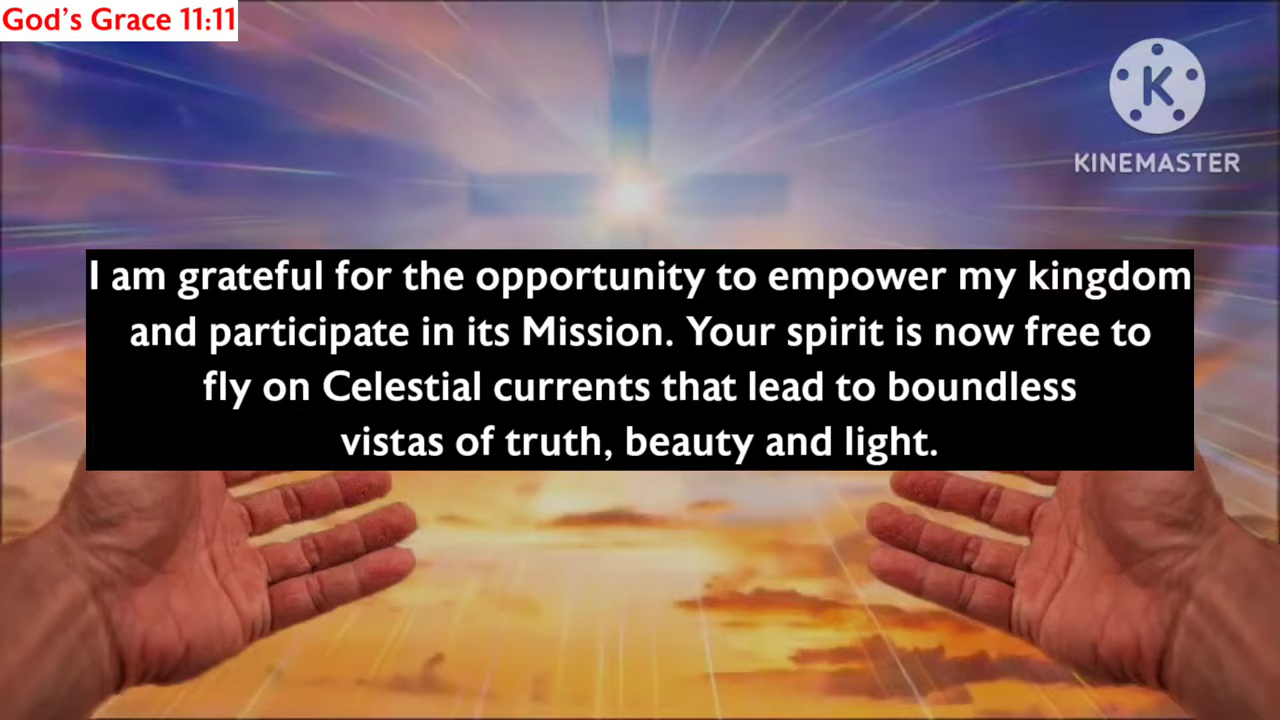 God's Grace 11:11
K
KINEMASTER
I am grateful for the opportunity to empower my kingdom
and participate in its Mission. Your spirit is now free to
fly on Celestial currents that lead to boundless
vistas of truth, beauty and light.